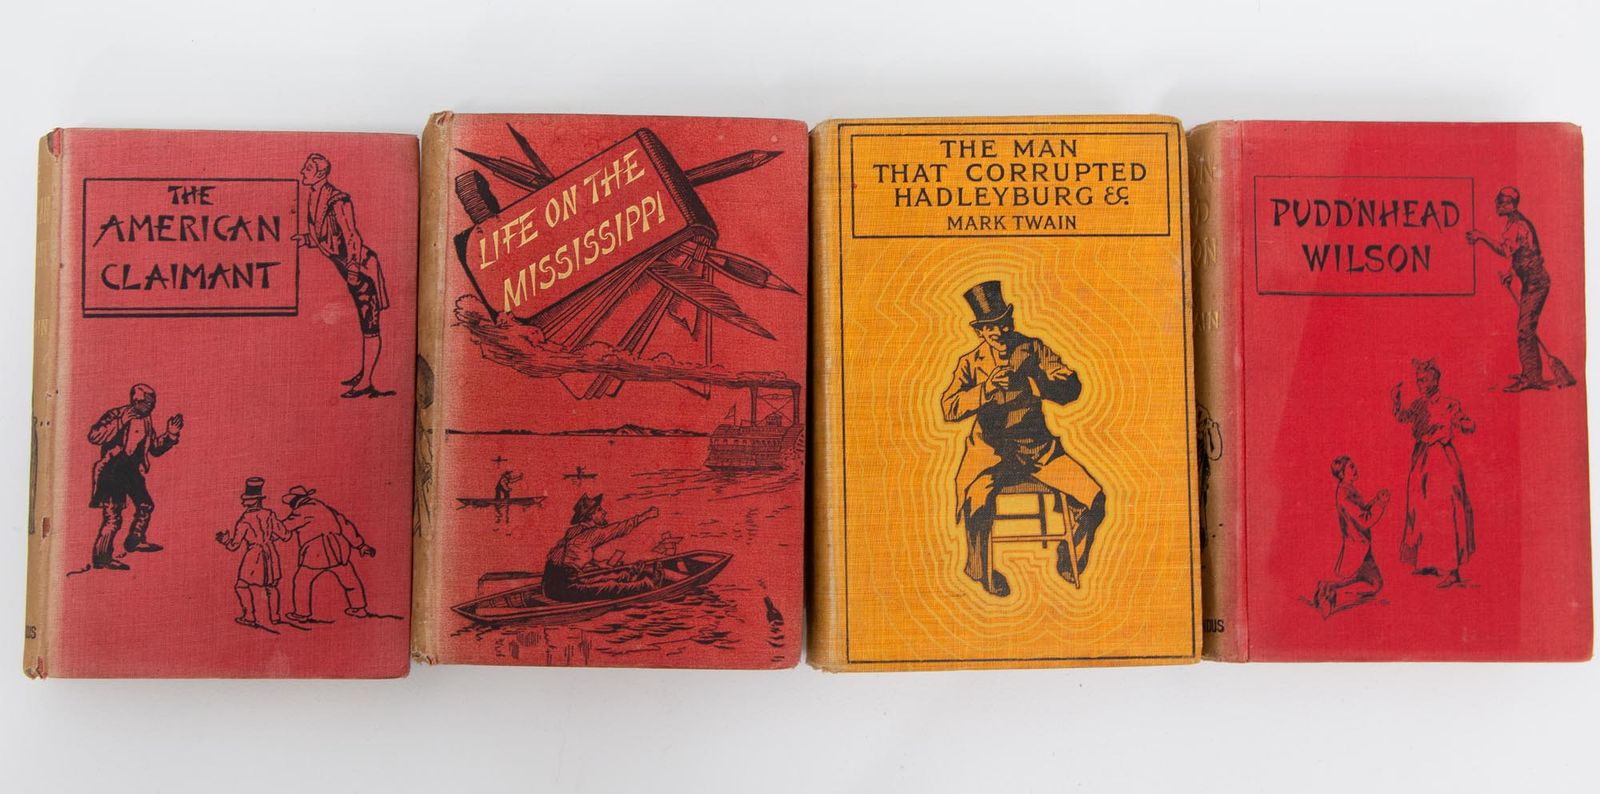 THE
AMERICAN
CLAIMANT
LIFE ON THE
MISSISSIPPI
THE MAN
THAT CORRUPTED
HADLEYBURG &c.
MARK TWAIN
PUDD'NHEAD
WILSON